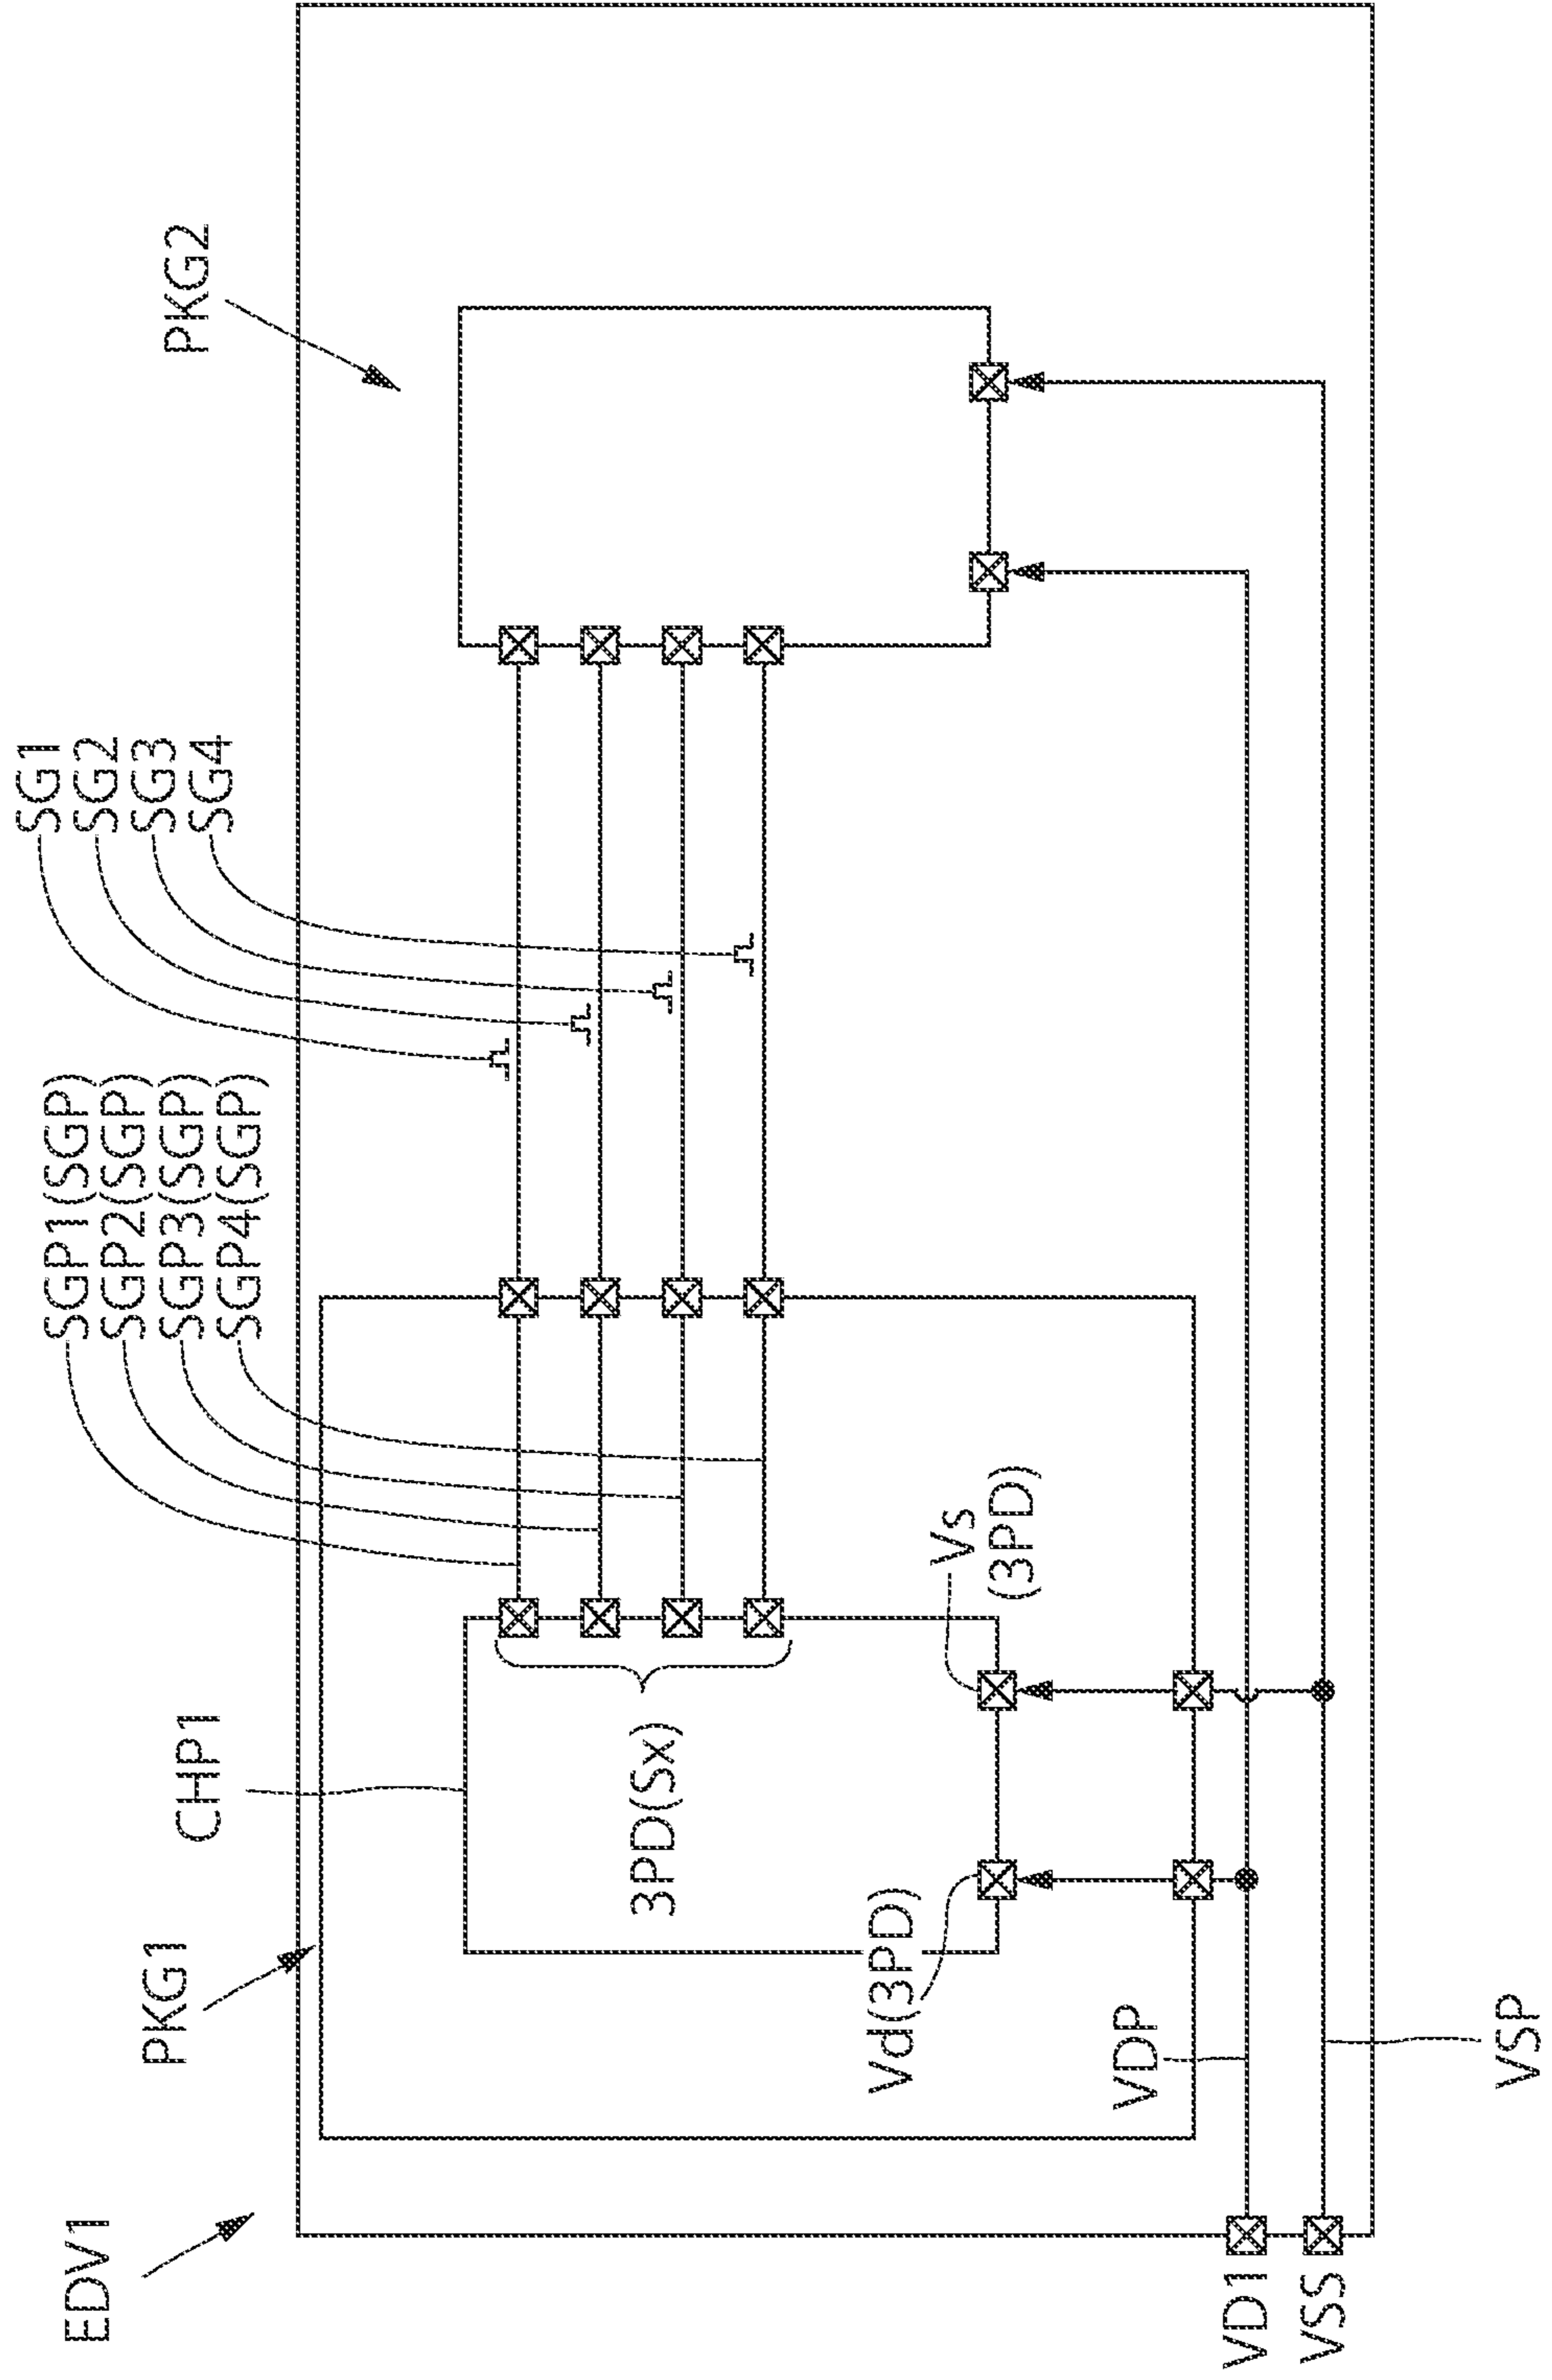 EDV1
PKG1
CHP1
SGP1(SGP)
SGP2(SGP)
SGP3(SGP)
SGP4(SGP)
SG1
SG2
SG3
SG4
PKG2
3PD(Sx)
Vd(3PD)
Vs
(3PD)
VDP
VD1
VSS
VSP